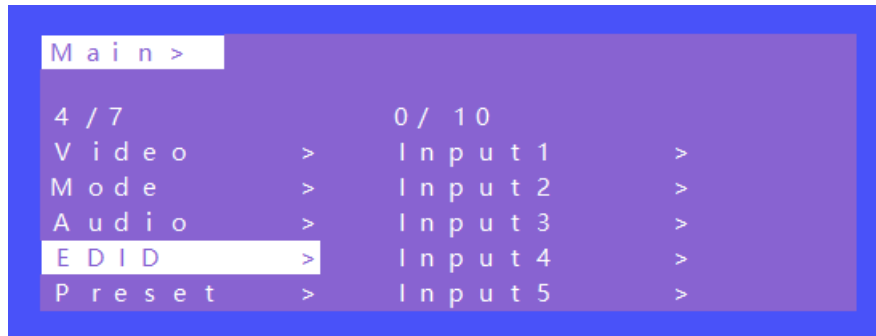 Main>
4/7 0/ 10
Video > Input1 >
Mode > Input2 >
Audio > Input3 >
EDID > Input4 >
Preset > Input5 >